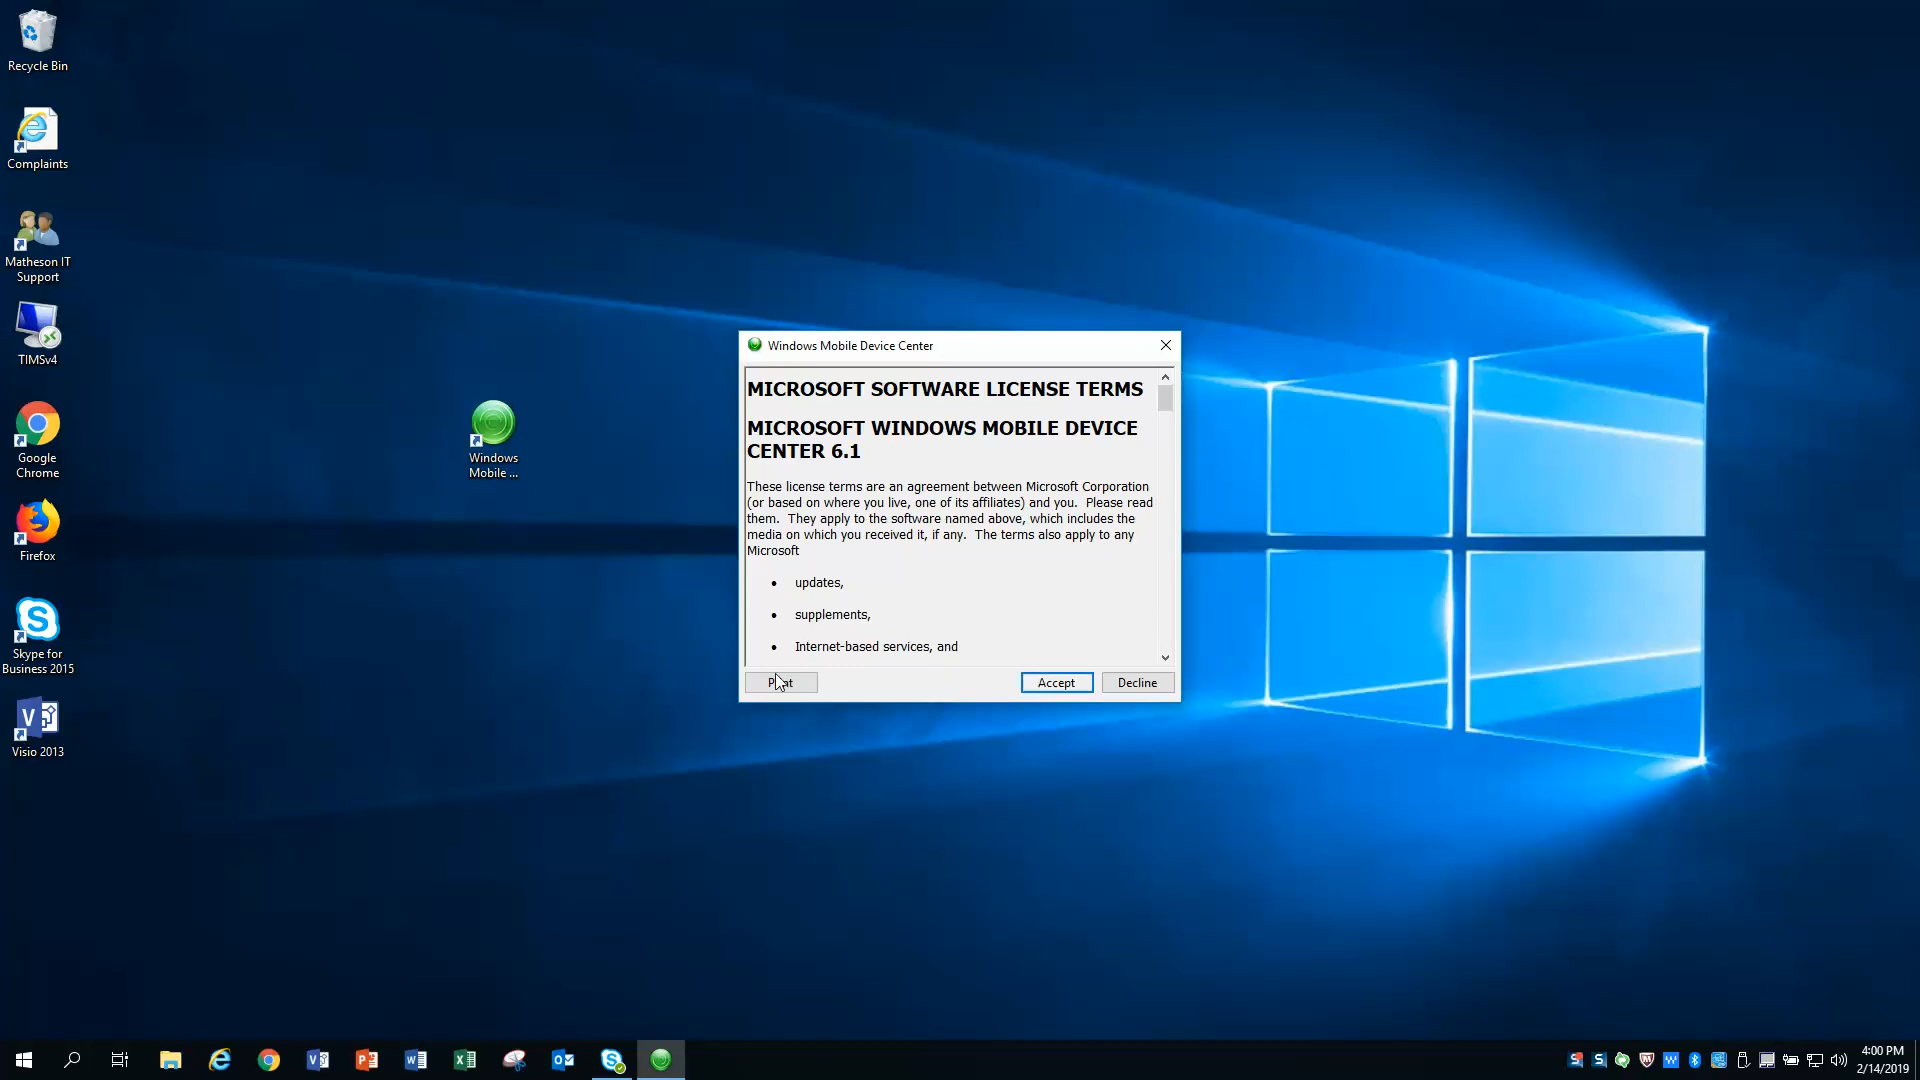 Recycle Bin
Complaints
Matheson IT
Support
TIMSv4
Google
Chrome
Firefox
Skype for
Business 2015
Visio 2013
Windows
Mobile ...
Windows Mobile Device Center
MICROSOFT SOFTWARE LICENSE TERMS
MICROSOFT WINDOWS MOBILE DEVICE
CENTER 6.1
These license terms are an agreement between Microsoft Corporation
(or based on where you live, one of its affiliates) and you.  Please read
them.  They apply to the software named above, which includes the
media on which you received it, if any.  The terms also apply to any
Microsoft
• updates,
• supplements,
• Internet-based services, and
Accept
Decline
4:00 PM
2/14/2019